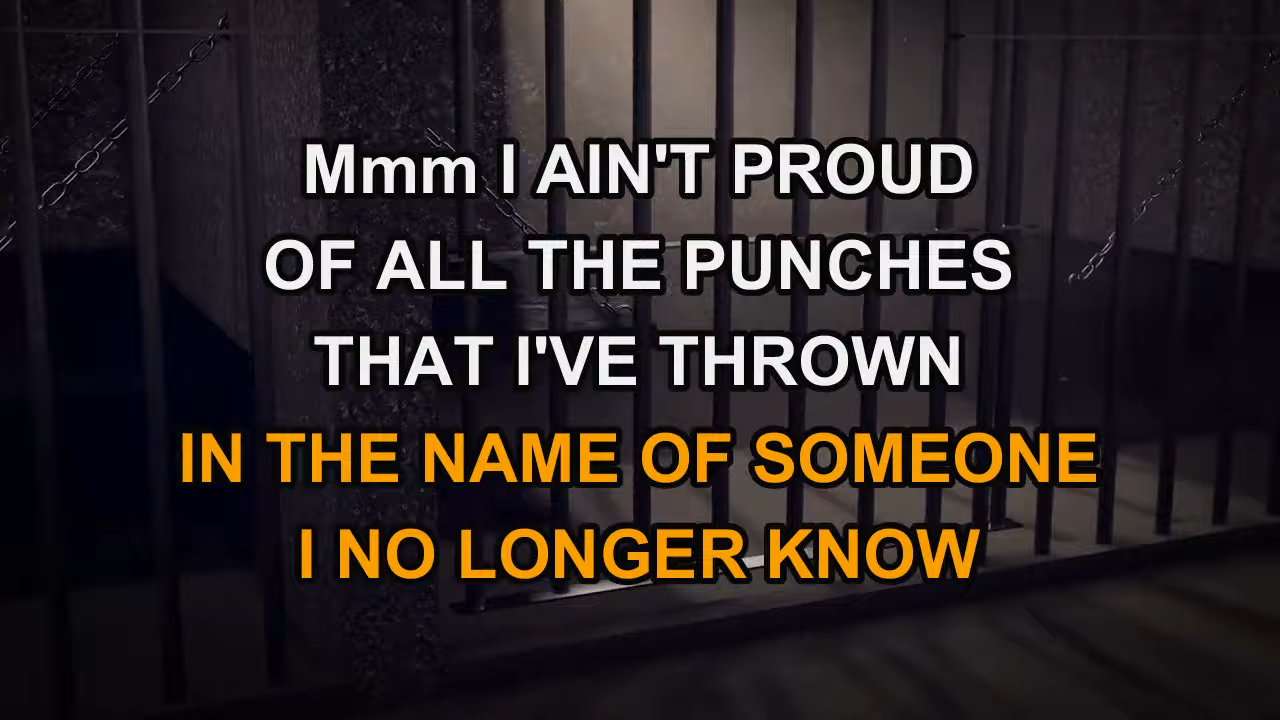 Mmm I AIN'T PROUD
OF ALL THE PUNCHES
THAT I'VE THROWN
IN THE NAME OF SOMEONE
I NO LONGER KNOW